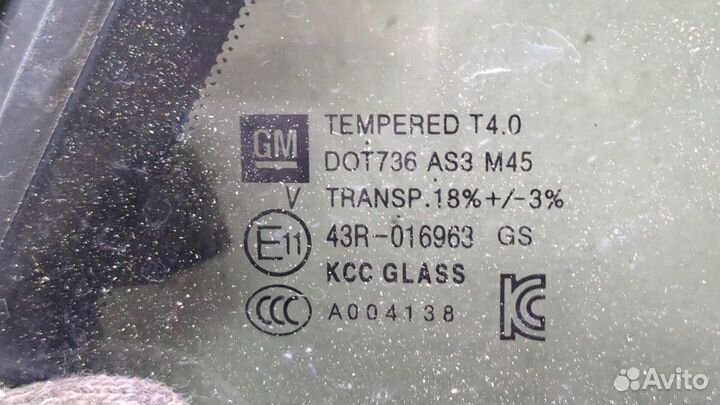 GM
TEMPERED T4.0
DOT736 AS3 M45
V TRANSP.18%+/-3%
E11 43R-016963 GS
KCC GLASS
CCC A004138
KC
Avito